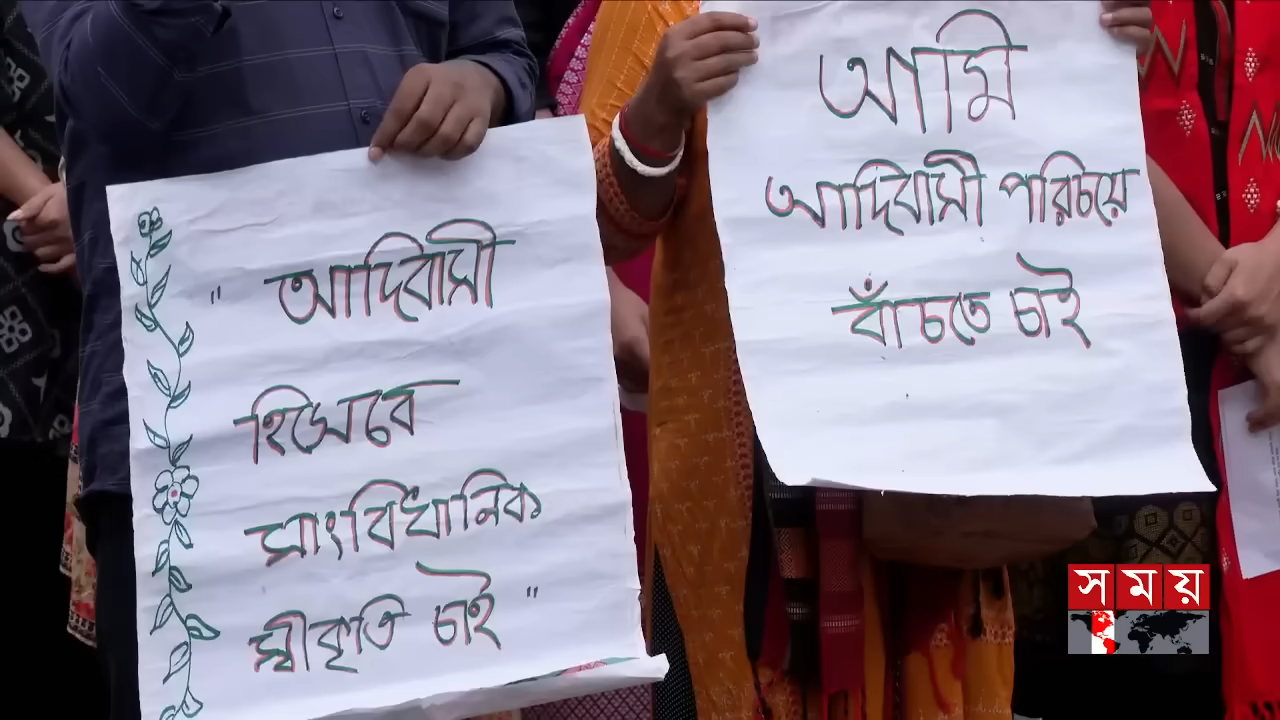 " আদিবাসী
হিসেবে
সাংবিধানিক
স্বীকৃতি চাই "
আমি
আদিবাসী পরিচয়ে
বাঁচতে চাই
সময়